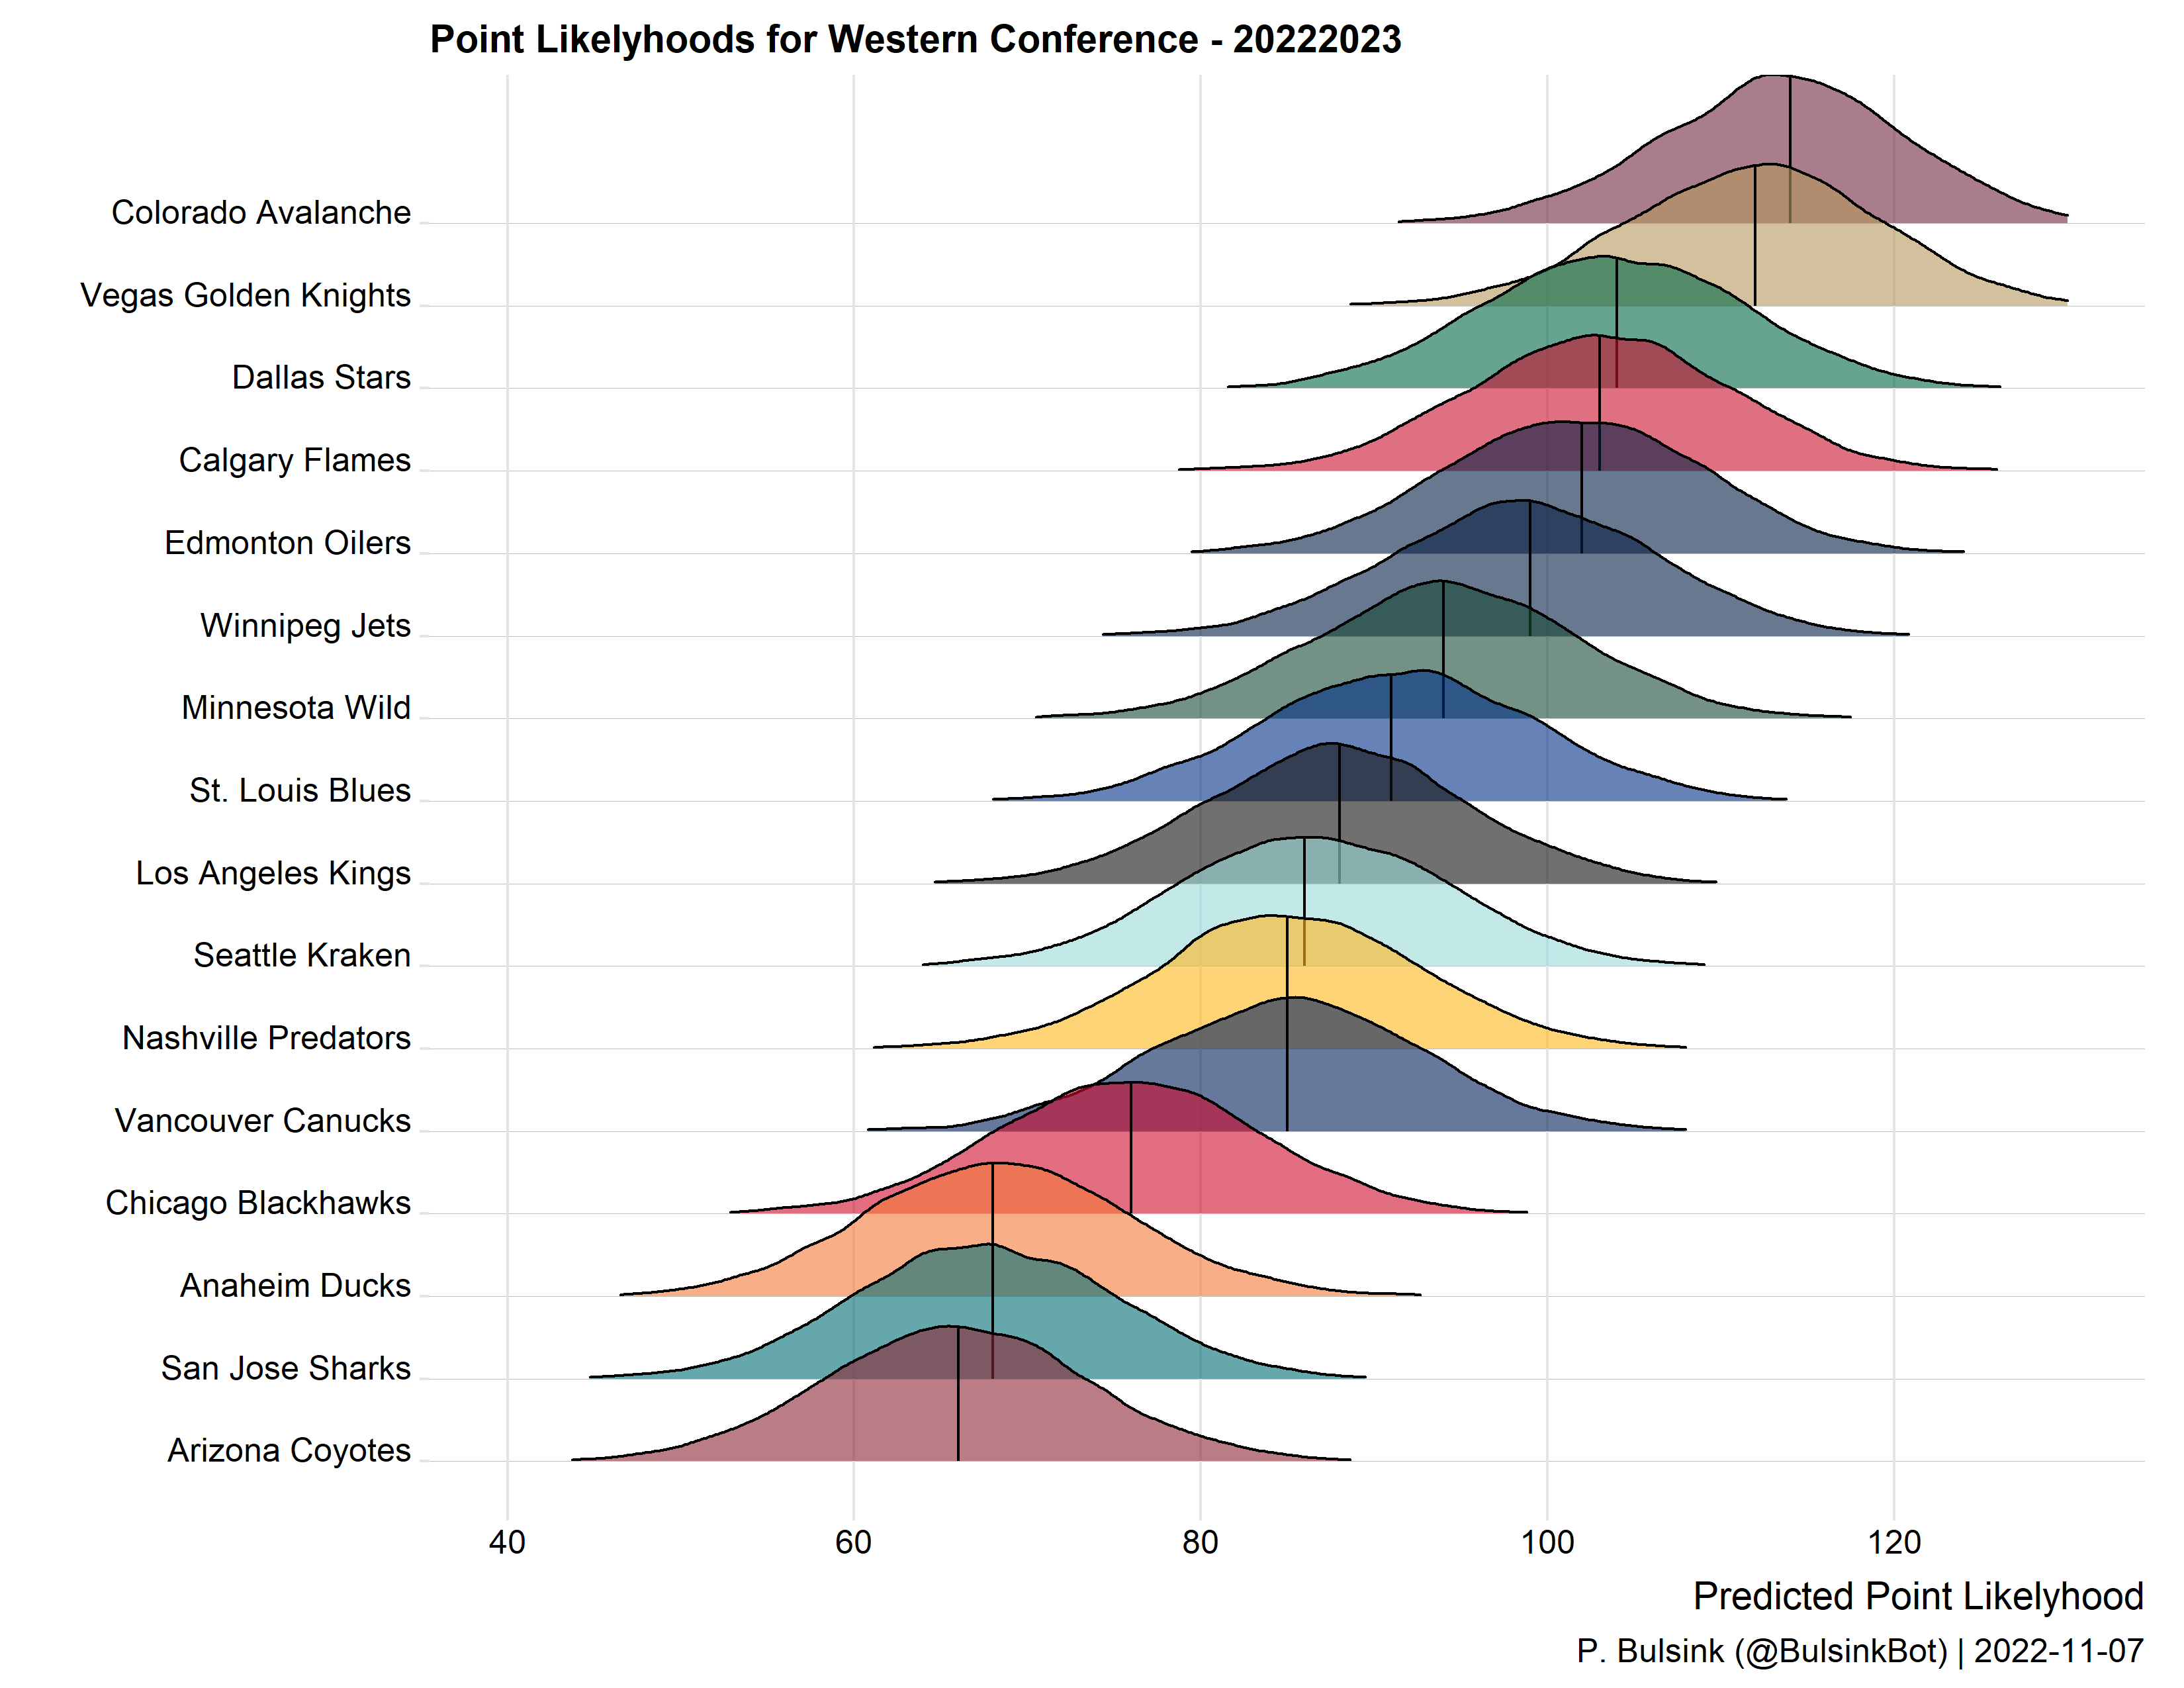 Point Likelyhoods for Western Conference - 20222023
Colorado Avalanche
Vegas Golden Knights
Dallas Stars
Calgary Flames
Edmonton Oilers
Winnipeg Jets
Minnesota Wild
St. Louis Blues
Los Angeles Kings
Seattle Kraken
Nashville Predators
Vancouver Canucks
Chicago Blackhawks
Anaheim Ducks
San Jose Sharks
Arizona Coyotes
40 60 80 100 120
Predicted Point Likelyhood
P. Bulsink (@BulsinkBot) | 2022-11-07